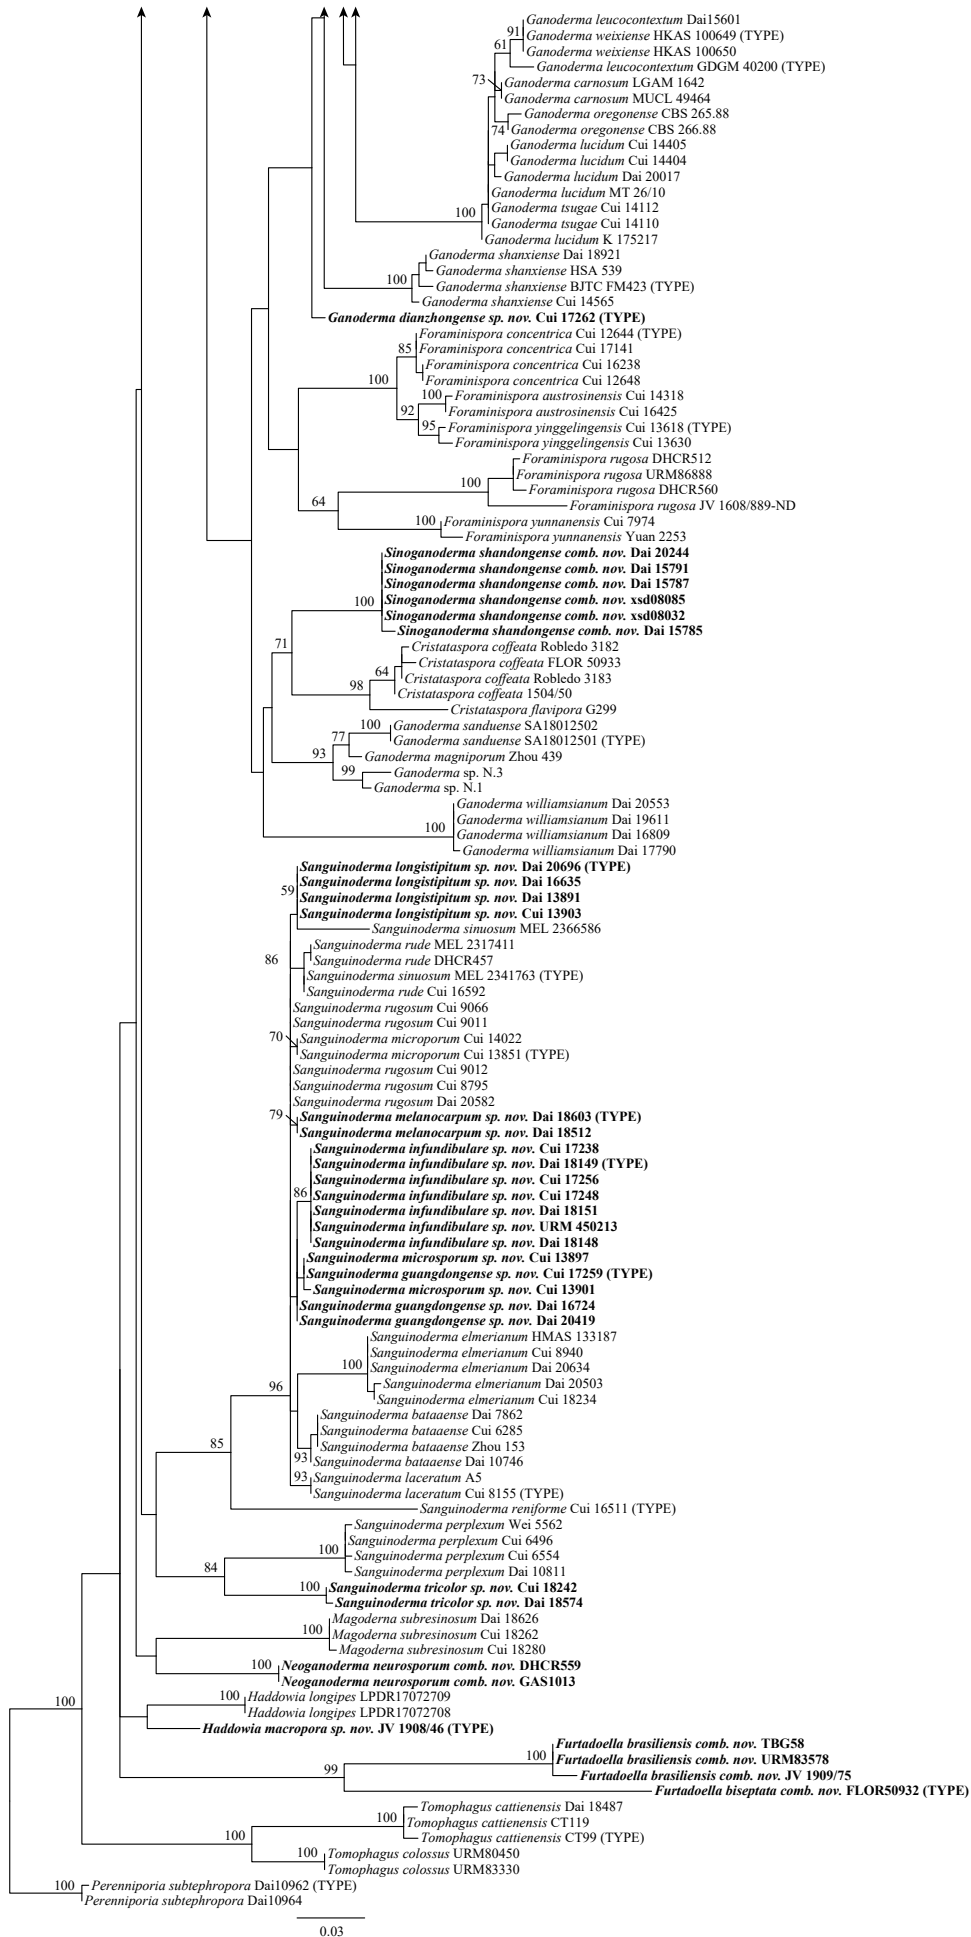 Ganoderma leucocontextum Dai15601
91
Ganoderma weixiense HKAS 100649 (TYPE)
61
Ganoderma weixiense HKAS 100650
Ganoderma leucocontextum GDGM 40200 (TYPE)
73
Ganoderma carnosum LGAM 1642
Ganoderma carnosum MUCL 49464
Ganoderma oregonense CBS 265.88
74
Ganoderma oregonense CBS 266.88
Ganoderma lucidum Cui 14405
Ganoderma lucidum Cui 14404
Ganoderma lucidum Dai 20017
Ganoderma lucidum MT 26/10
Ganoderma tsugae Cui 14112
100
Ganoderma tsugae Cui 14110
Ganoderma lucidum K 175217
Ganoderma shanxiense Dai 18921
Ganoderma shanxiense HSA 539
100
Ganoderma shanxiense BJTC FM423 (TYPE)
Ganoderma shanxiense Cui 14565
Ganoderma dianzhongense sp. nov. Cui 17262 (TYPE)
Foraminispora concentrica Cui 12644 (TYPE)
85
Foraminispora concentrica Cui 17141
Foraminispora concentrica Cui 16238
100
Foraminispora concentrica Cui 12648
100
Foraminispora austrosinensis Cui 14318
92
Foraminispora austrosinensis Cui 16425
95
Foraminispora yinggelingensis Cui 13618 (TYPE)
Foraminispora yinggelingensis Cui 13630
Foraminispora rugosa DHCR512
Foraminispora rugosa URM86888
100
Foraminispora rugosa DHCR560
64
Foraminispora rugosa JV 1608/889-ND
100
Foraminispora yunnanensis Cui 7974
Foraminispora yunnanensis Yuan 2253
Sinoganoderma shandongense comb. nov. Dai 20244
Sinoganoderma shandongense comb. nov. Dai 15791
Sinoganoderma shandongense comb. nov. Dai 15787
100
Sinoganoderma shandongense comb. nov. xsd08085
Sinoganoderma shandongense comb. nov. xsd08032
Sinoganoderma shandongense comb. nov. Dai 15785
71
Cristataspora coffeata Robledo 3182
Cristataspora coffeata FLOR 50933
64
Cristataspora coffeata Robledo 3183
98
Cristataspora coffeata 1504/50
Cristataspora flavipora G299
100
Ganoderma sanduense SA18012502
77
Ganoderma sanduense SA18012501 (TYPE)
93
Ganoderma magniporum Zhou 439
99
Ganoderma sp. N.3
Ganoderma sp. N.1
Ganoderma williamsianum Dai 20553
Ganoderma williamsianum Dai 19611
100
Ganoderma williamsianum Dai 16809
Ganoderma williamsianum Dai 17790
Sanguinoderma longistipitum sp. nov. Dai 20696 (TYPE)
59
Sanguinoderma longistipitum sp. nov. Dai 16635
Sanguinoderma longistipitum sp. nov. Dai 13891
Sanguinoderma longistipitum sp. nov. Cui 13903
Sanguinoderma sinuosum MEL 2366586
Sanguinoderma rude MEL 2317411
86
Sanguinoderma rude DHCR457
Sanguinoderma sinuosum MEL 2341763 (TYPE)
Sanguinoderma rude Cui 16592
Sanguinoderma rugosum Cui 9066
Sanguinoderma rugosum Cui 9011
70
Sanguinoderma microporum Cui 14022
Sanguinoderma microporum Cui 13851 (TYPE)
Sanguinoderma rugosum Cui 9012
Sanguinoderma rugosum Cui 8795
Sanguinoderma rugosum Dai 20582
79
Sanguinoderma melanocarpum sp. nov. Dai 18603 (TYPE)
Sanguinoderma melanocarpum sp. nov. Dai 18512
Sanguinoderma infundibulare sp. nov. Cui 17238
Sanguinoderma infundibulare sp. nov. Dai 18149 (TYPE)
Sanguinoderma infundibulare sp. nov. Cui 17256
86
Sanguinoderma infundibulare sp. nov. Cui 17248
Sanguinoderma infundibulare sp. nov. Dai 18151
Sanguinoderma infundibulare sp. nov. URM 450213
Sanguinoderma infundibulare sp. nov. Dai 18148
Sanguinoderma microsporum sp. nov. Cui 13897
Sanguinoderma guangdongense sp. nov. Cui 17259 (TYPE)
Sanguinoderma microsporum sp. nov. Cui 13901
Sanguinoderma guangdongense sp. nov. Dai 16724
Sanguinoderma guangdongense sp. nov. Dai 20419
Sanguinoderma elmerianum HMAS 133187
Sanguinoderma elmerianum Cui 8940
100
Sanguinoderma elmerianum Dai 20634
96
Sanguinoderma elmerianum Dai 20503
Sanguinoderma elmerianum Cui 18234
Sanguinoderma bataaense Dai 7862
Sanguinoderma bataaense Cui 6285
85
Sanguinoderma bataaense Zhou 153
93
Sanguinoderma bataaense Dai 10746
93
Sanguinoderma laceratum A5
Sanguinoderma laceratum Cui 8155 (TYPE)
Sanguinoderma reniforme Cui 16511 (TYPE)
Sanguinoderma perplexum Wei 5562
Sanguinoderma perplexum Cui 6496
100
Sanguinoderma perplexum Cui 6554
84
Sanguinoderma perplexum Dai 10811
100
Sanguinoderma tricolor sp. nov. Cui 18242
Sanguinoderma tricolor sp. nov. Dai 18574
Magoderna subresinosum Dai 18626
100
Magoderna subresinosum Cui 18262
Magoderna subresinosum Cui 18280
100
Neoganoderma neurosporum comb. nov. DHCR559
Neoganoderma neurosporum comb. nov. GAS1013
100
100
Haddowia longipes LPDR17072709
Haddowia longipes LPDR17072708
Haddowia macropora sp. nov. JV 1908/46 (TYPE)
Furtadoella brasiliensis comb. nov. TBG58
100
Furtadoella brasiliensis comb. nov. URM83578
99
Furtadoella brasiliensis comb. nov. JV 1909/75
Furtadoella biseptata comb. nov. FLOR50932 (TYPE)
Tomophagus cattienensis Dai 18487
100
Tomophagus cattienensis CT119
100
Tomophagus cattienensis CT99 (TYPE)
100
Tomophagus colossus URM80450
Tomophagus colossus URM83330
100
Perenniporia subtephropora Dai10962 (TYPE)
Perenniporia subtephropora Dai10964
0.03